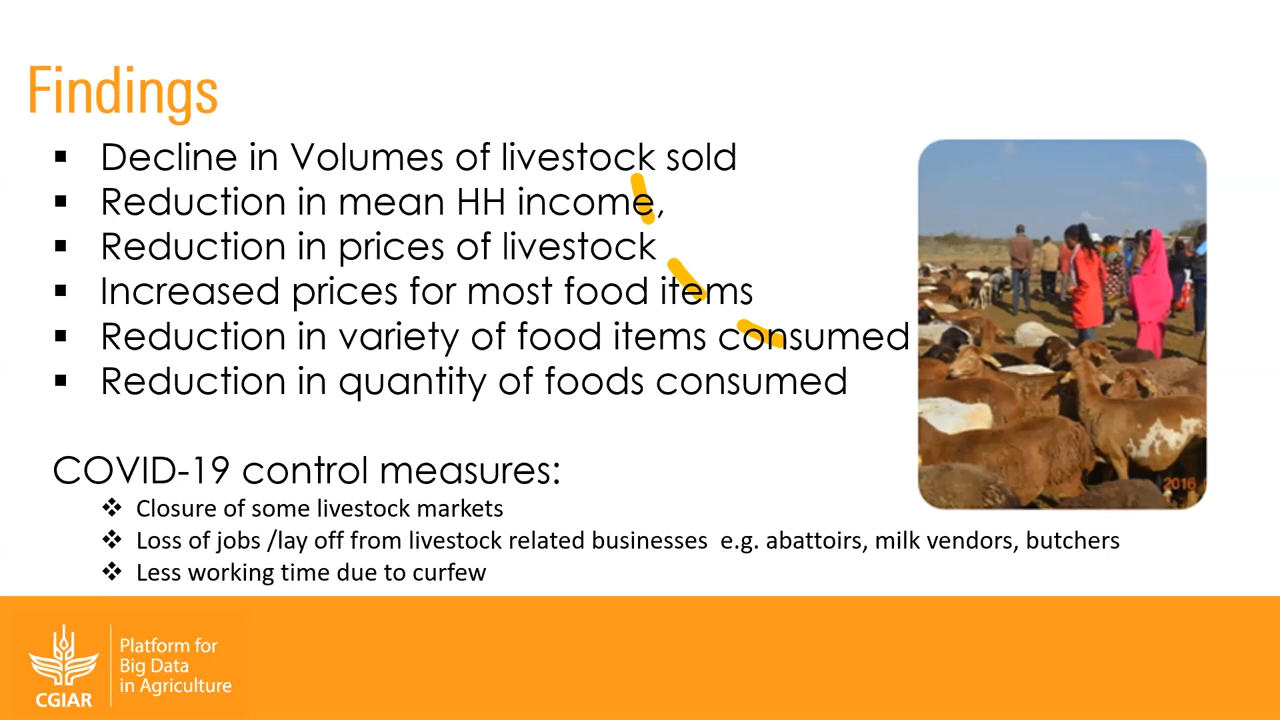 Findings
▪ Decline in Volumes of livestock sold
▪ Reduction in mean HH income,
▪ Reduction in prices of livestock
▪ Increased prices for most food items
▪ Reduction in variety of food items consumed
▪ Reduction in quantity of foods consumed
COVID-19 control measures:
❖ Closure of some livestock markets
❖ Loss of jobs /lay off from livestock related businesses e.g. abattoirs, milk vendors, butchers
❖ Less working time due to curfew
2016
CGIAR
Platform for
Big Data
in Agriculture